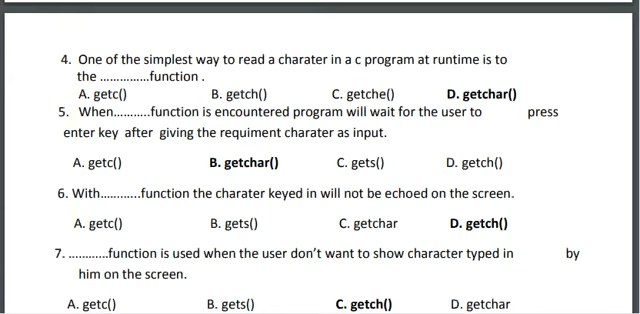 4. One of the simplest way to read a charater in a c program at runtime is to
the ...............function .
A. getc() B. getch() C. getche() D. getchar()
5. When...........function is encountered program will wait for the user to press
enter key after giving the requiment charater as input.
A. getc() B. getchar() C. gets() D. getch()
6. With............function the charater keyed in will not be echoed on the screen.
A. getc() B. gets() C. getchar D. getch()
7. ............function is used when the user don’t want to show character typed in by
him on the screen.
A. getc() B. gets() C. getch() D. getchar